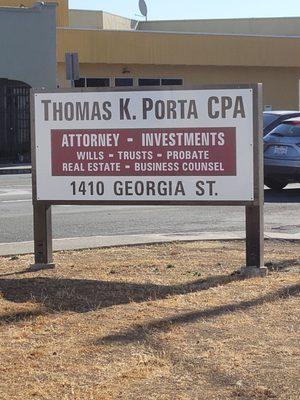 THOMAS K. PORTA CPA
ATTORNEY - INVESTMENTS
WILLS - TRUSTS - PROBATE
REAL ESTATE - BUSINESS COUNSEL
1410 GEORGIA ST.